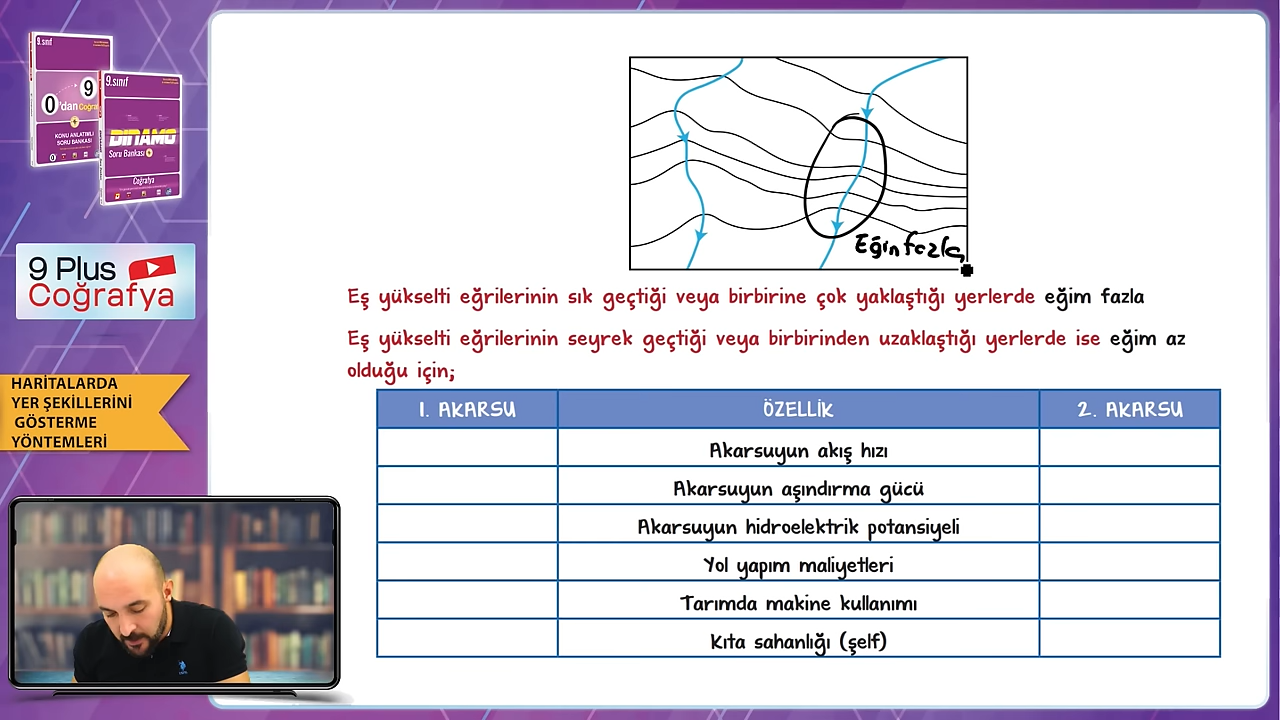 9.sınıf
0'dan
9
Coğrafya
KONU ANLATIMLI
SORU BANKASI
9.sınıf
DİNAMO
Soru Bankası
Coğrafya
9 Plus
Coğrafya
HARİTALARDA
YER ŞEKİLLERİNİ
GÖSTERME
YÖNTEMLERİ
Eğim fazla
Eş yükselti eğrilerinin sık geçtiği veya birbirine çok yaklaştığı yerlerde eğim fazla
Eş yükselti eğrilerinin seyrek geçtiği veya birbirinden uzaklaştığı yerlerde ise eğim az
olduğu için;
1. AKARSU ÖZELLİK 2. AKARSU
Akarsuyun akış hızı
Akarsuyun aşındırma gücü
Akarsuyun hidroelektrik potansiyeli
Yol yapım maliyetleri
Tarımda makine kullanımı
Kıta sahanlığı (şelf)